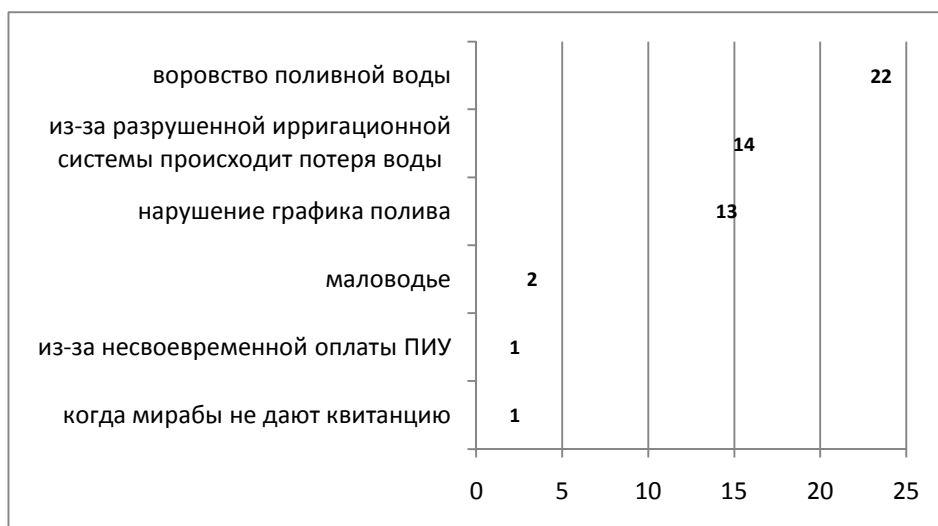 воровство поливной воды
22
из-за разрушенной ирригационной
системы происходит потеря воды
14
нарушение графика полива
13
маловодье
2
из-за несвоевременной оплаты ПИУ
1
когда мирабы не дают квитанцию
1
0 5 10 15 20 25